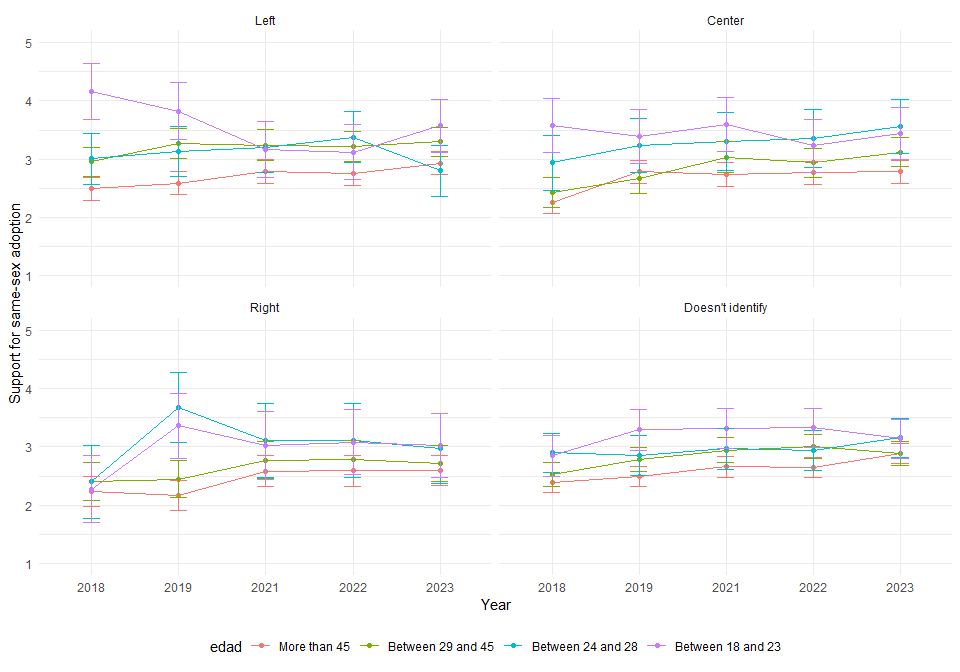 Left
Center
5
4
3
2
1
Right
Doesn't identify
5
4
3
2
1
Support for same-sex adoption
2018 2019 2021 2022 2023
2018 2019 2021 2022 2023
Year
edad More than 45 Between 29 and 45 Between 24 and 28 Between 18 and 23